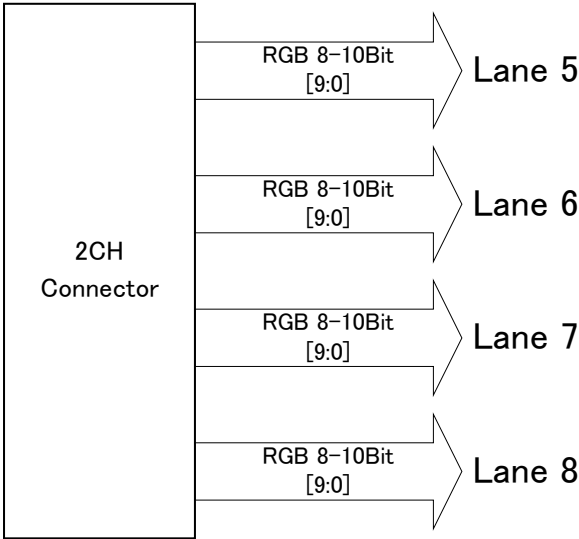 RGB 8-10Bit
[9:0]
Lane 5
RGB 8-10Bit
[9:0]
Lane 6
2CH
Connector
RGB 8-10Bit
[9:0]
Lane 7
RGB 8-10Bit
[9:0]
Lane 8